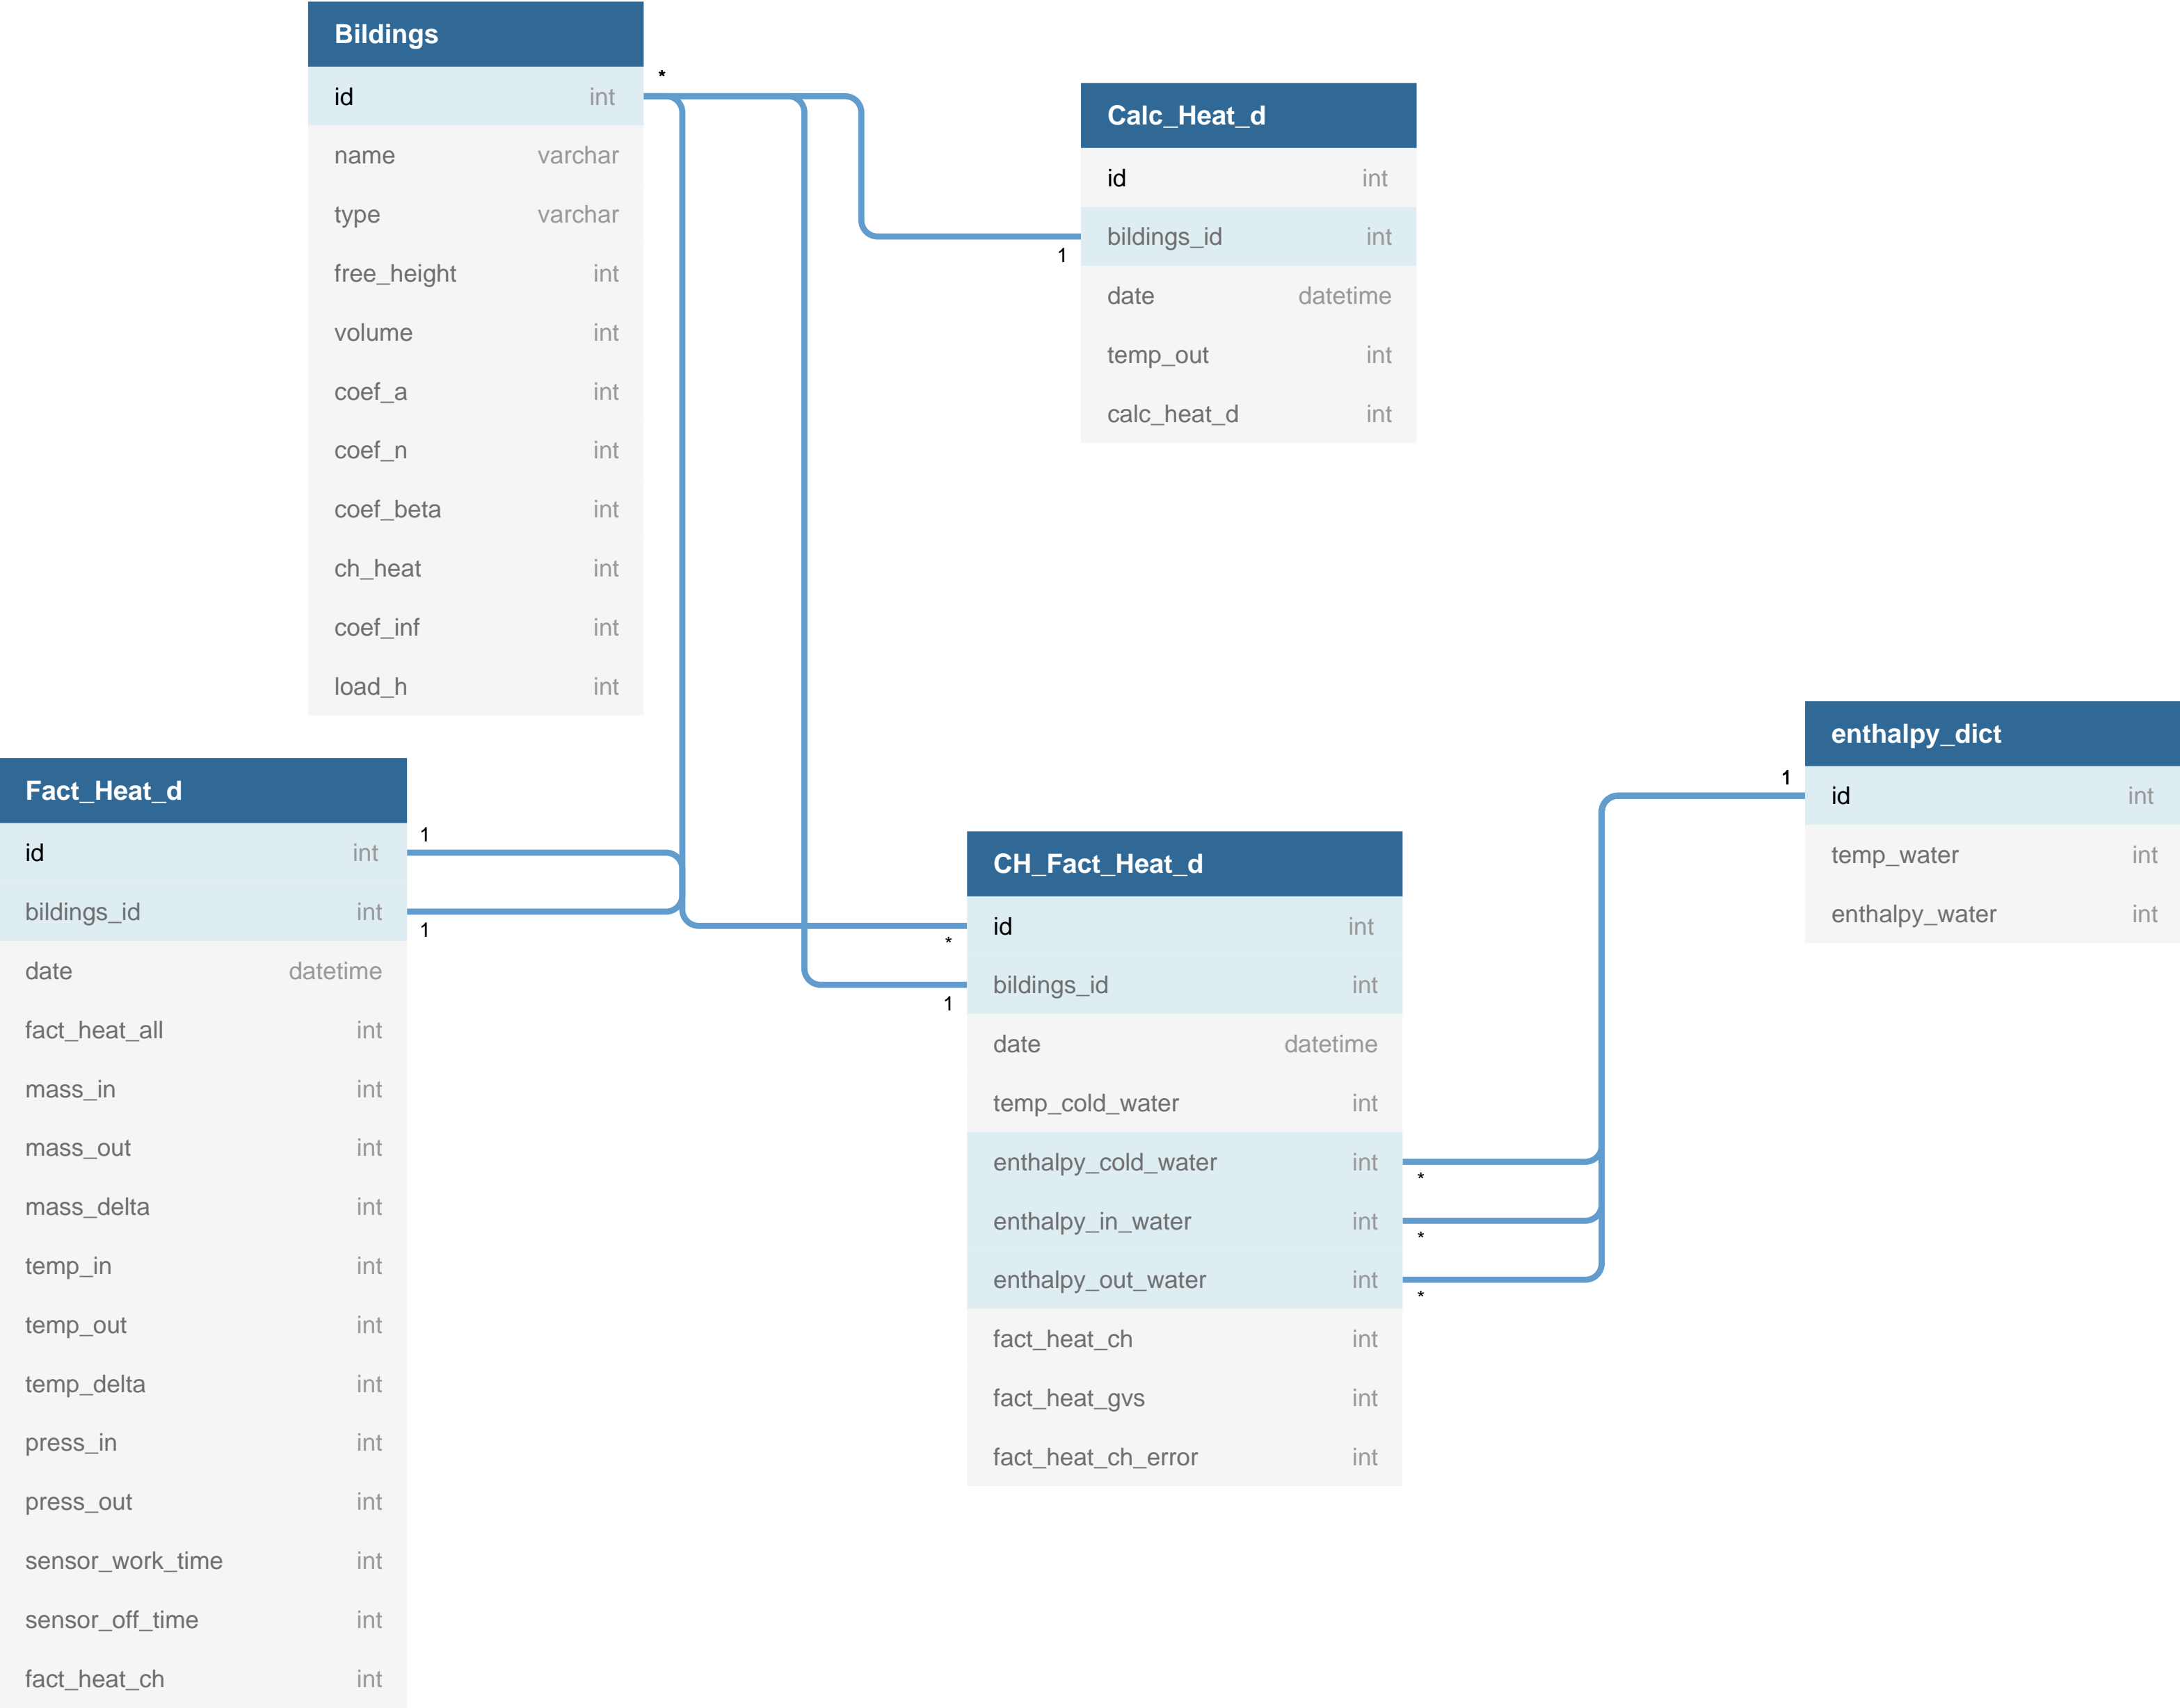 Bildings
*
id int
name varchar
type varchar
free_height int
volume int
coef_a int
coef_n int
coef_beta int
ch_heat int
coef_inf int
load_h int
Calc_Heat_d
id int
bildings_id int
1
date datetime
temp_out int
calc_heat_d int
Fact_Heat_d
1
id int
bildings_id int
1
date datetime
fact_heat_all int
mass_in int
mass_out int
mass_delta int
temp_in int
temp_out int
temp_delta int
press_in int
press_out int
sensor_work_time int
sensor_off_time int
fact_heat_ch int
CH_Fact_Heat_d
id int
*
bildings_id int
1
date datetime
temp_cold_water int
enthalpy_cold_water int
*
enthalpy_in_water int
*
enthalpy_out_water int
*
fact_heat_ch int
fact_heat_gvs int
fact_heat_ch_error int
enthalpy_dict
1
id int
temp_water int
enthalpy_water int